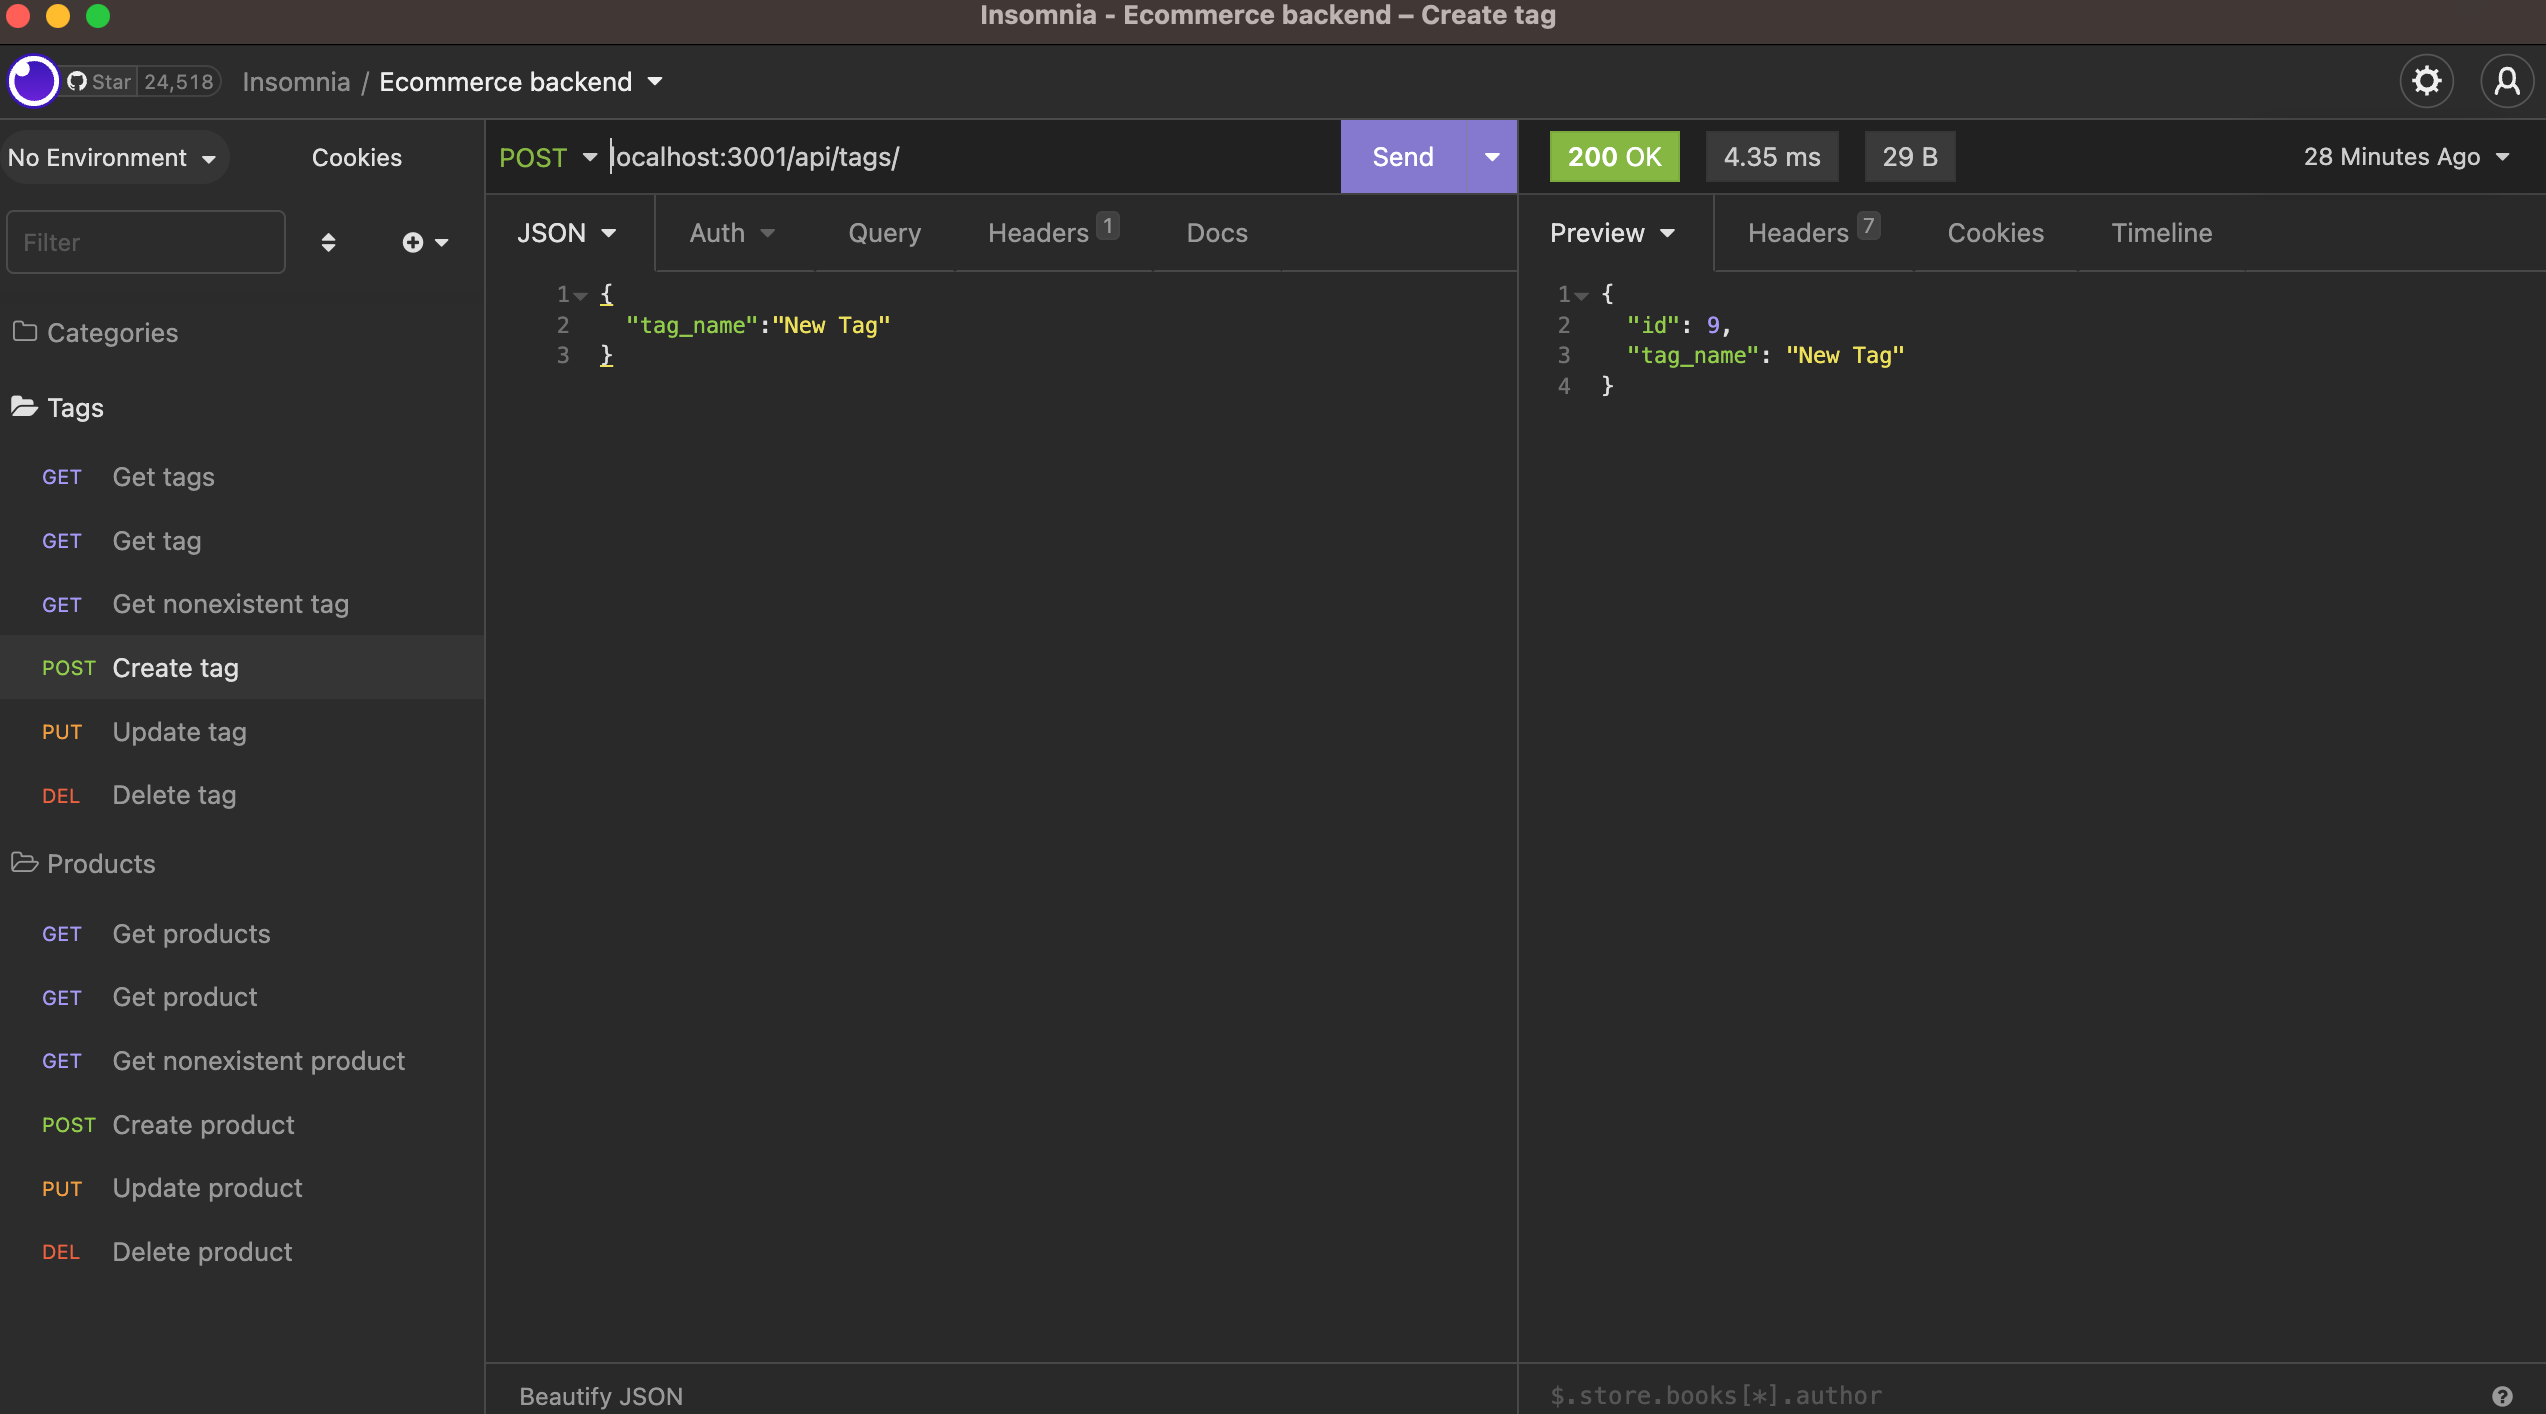 Insomnia - Ecommerce backend – Create tag
Star 24,518 Insomnia / Ecommerce backend
No Environment Cookies
Filter
Categories
Tags
GET Get tags
GET Get tag
GET Get nonexistent tag
POST Create tag
PUT Update tag
DEL Delete tag
Products
GET Get products
GET Get product
GET Get nonexistent product
POST Create product
PUT Update product
DEL Delete product
POST localhost:3001/api/tags/ Send
JSON Auth Query Headers 1 Docs
1 {
2 "tag_name":"New Tag"
3 }
Beautify JSON
200 OK 4.35 ms 29 B 28 Minutes Ago
Preview Headers 7 Cookies Timeline
1 {
2 "id": 9,
3 "tag_name": "New Tag"
4 }
$.store.books[*].author